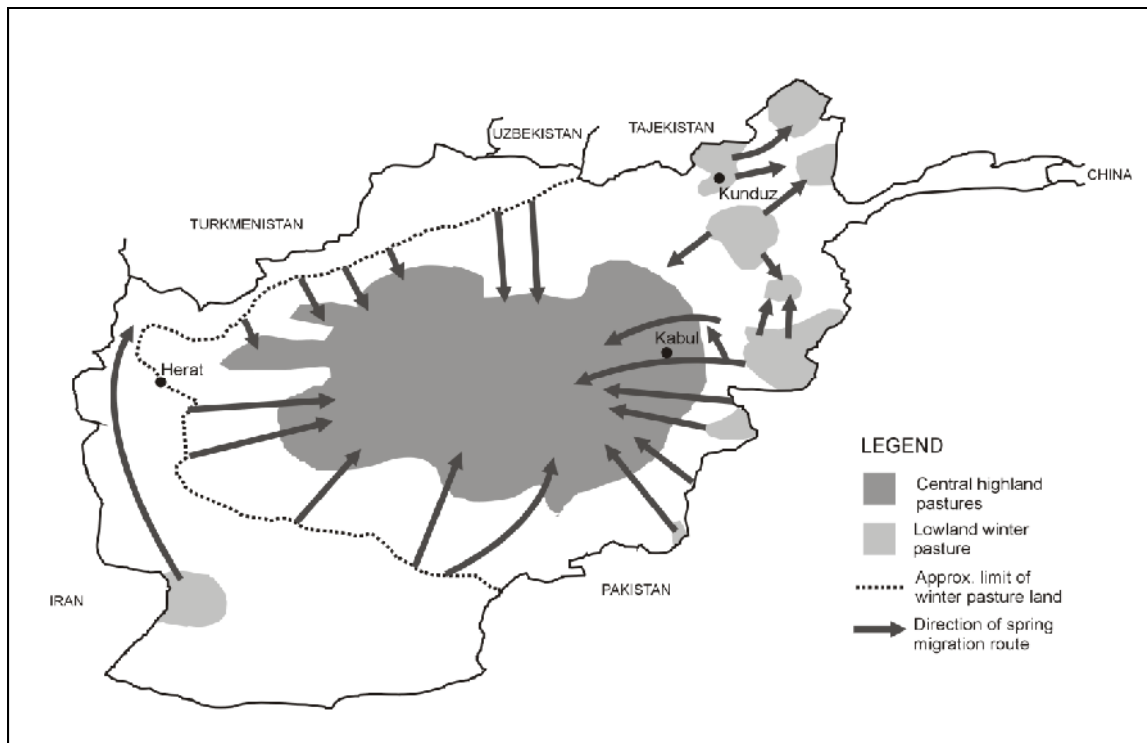 UZBEKISTAN
TAJEKISTAN
CHINA
Kunduz
TURKMENISTAN
Kabul
Herat
LEGEND
Central highland
pastures
Lowland winter
pasture
Approx. limit of
winter pasture land
Direction of spring
migration route
IRAN
PAKISTAN